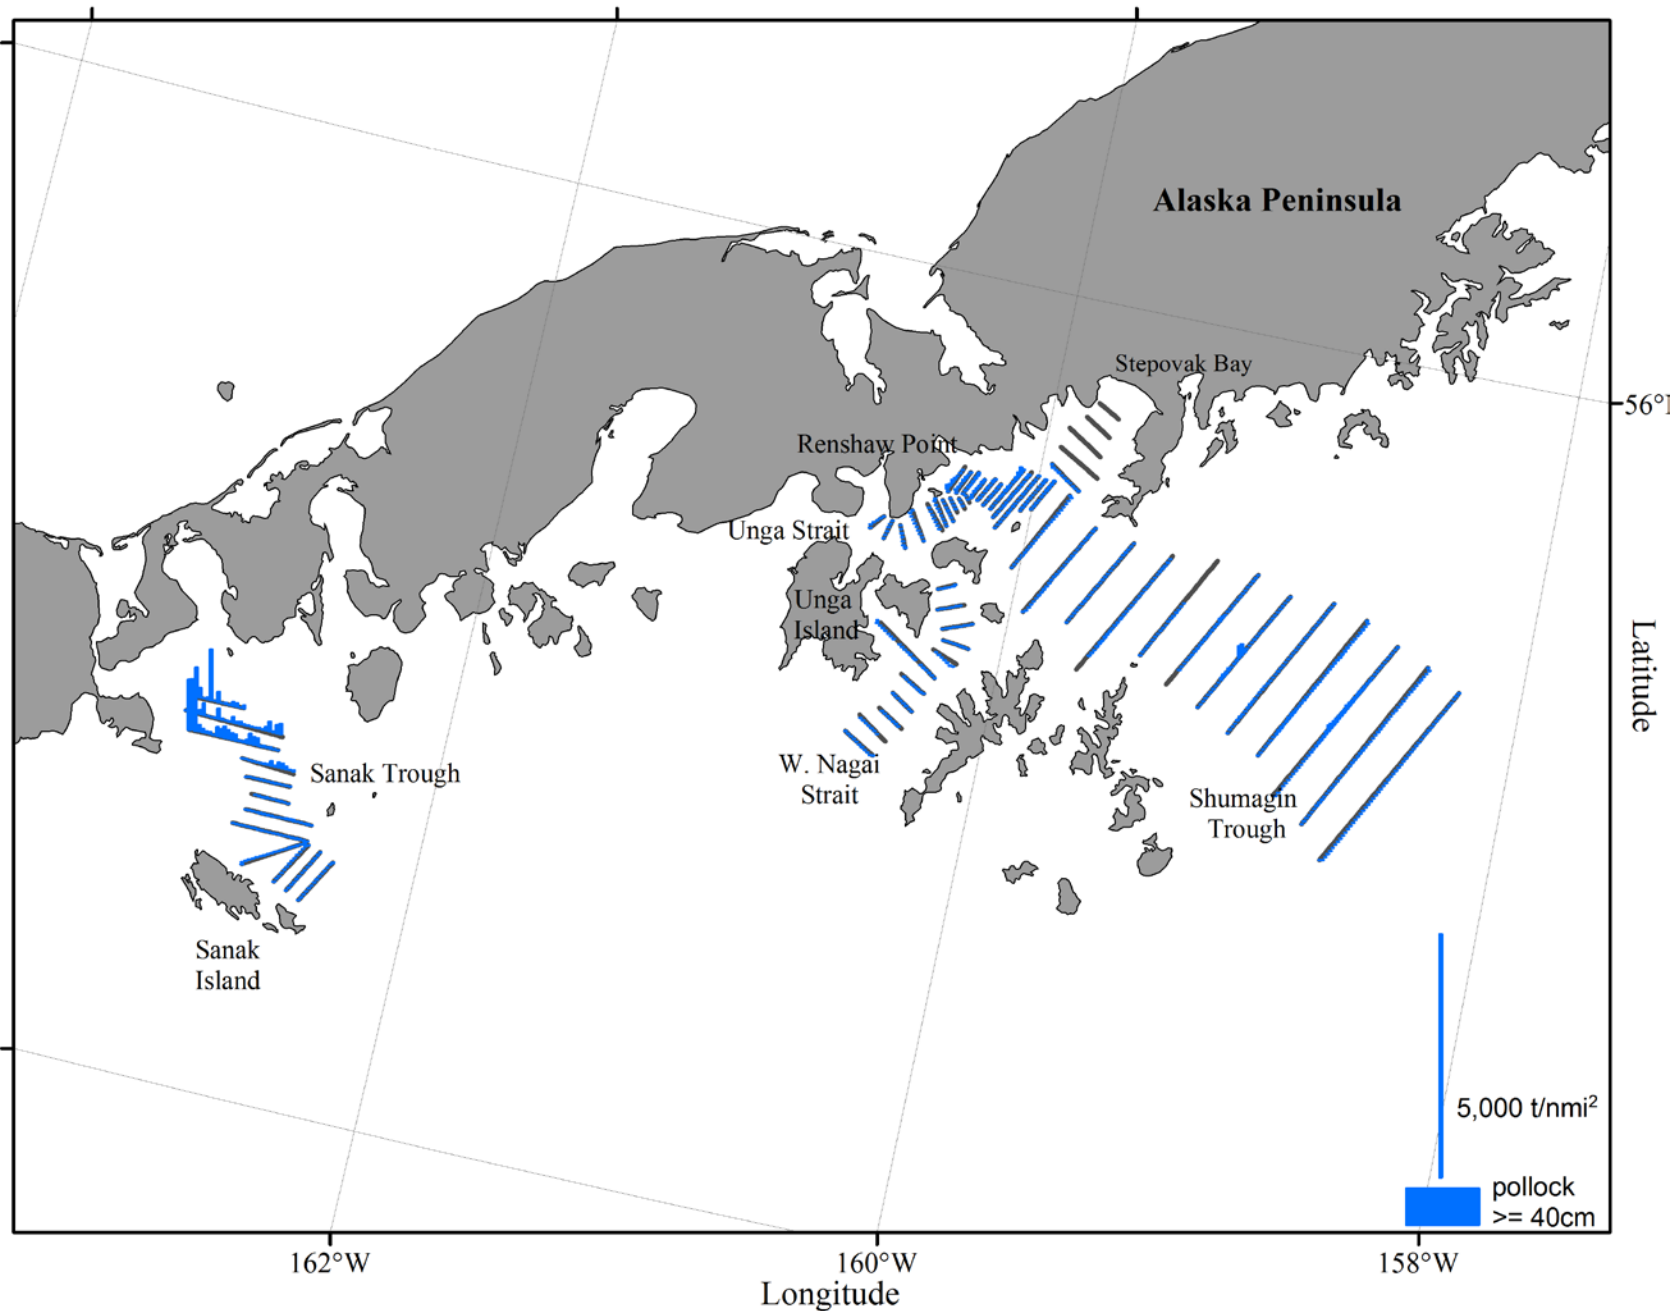 Alaska Peninsula
Stepovak Bay
56°
Renshaw Point
Unga Strait
Unga
Island
Latitude
W. Nagai
Strait
Sanak Trough
Shumagin
Trough
Sanak
Island
5,000 t/nmi²
pollock
>= 40cm
162°W
160°W
158°W
Longitude